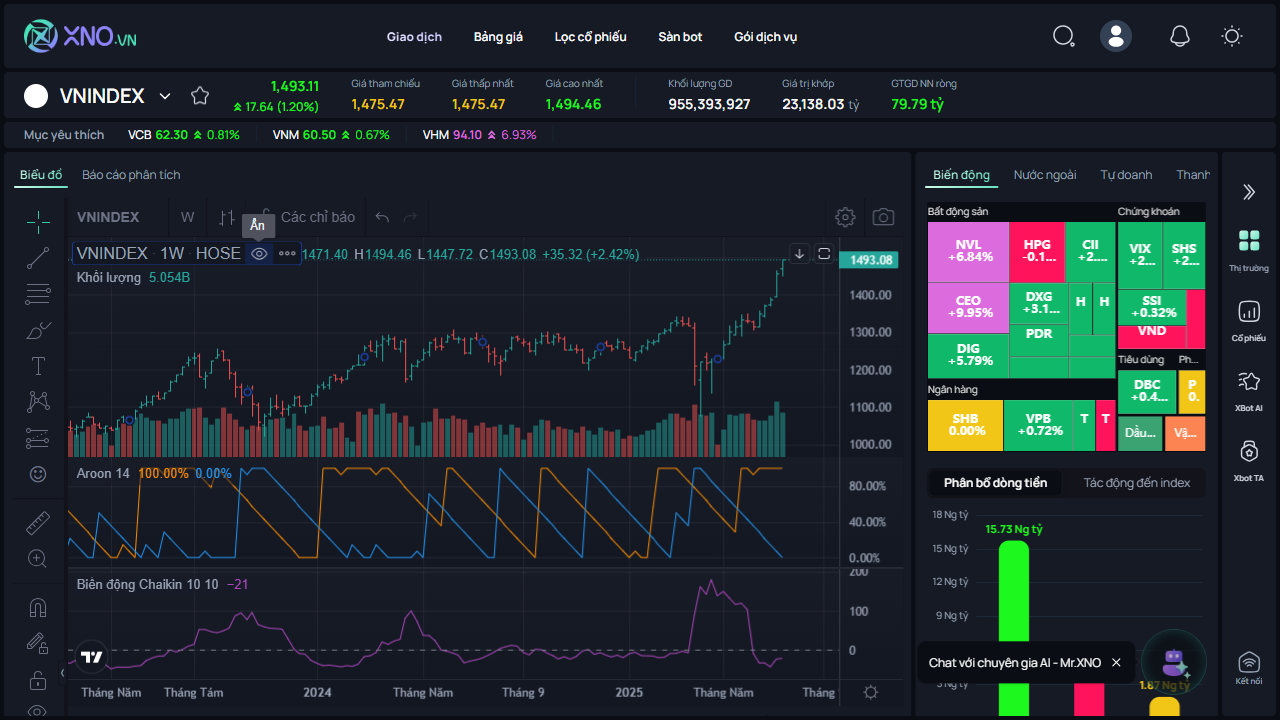 XNO.VN
Giao dịch
Bảng giá
Lọc cổ phiếu
Sàn bot
Gói dịch vụ
VNINDEX
1,493.11
17.64 (1.20%)
Giá tham chiếu
1,475.47
Giá thấp nhất
1,475.47
Giá cao nhất
1,494.46
Khối lượng GD
955,393,927
Giá trị khớp
23,138.03 tỷ
GTGD NN ròng
79.79 tỷ
Mục yêu thích
VCB 62.30 0.81%
VNM 60.50 0.67%
VHM 94.10 6.93%
Biểu đồ
Báo cáo phân tích
VNINDEX
W
Các chỉ báo
Ẩn
VNINDEX · 1W · HOSE
1471.40 H1494.46 L1447.72 C1493.08 +35.32 (+2.42%)
Khối lượng 5.054B
1493.08
1400.00
1300.00
1200.00
1100.00
1000.00
Aroon 14 100.00% 0.00%
80.00%
40.00%
0.00%
Biên động Chaikin 10 10 −21
200
100
0
Tháng Năm
Tháng Tám
2024
Tháng Năm
Tháng 9
2025
Tháng Năm
Tháng
Biến động
Nước ngoài
Tự doanh
Thanh
Bất động sản
NVL
+6.84%
HPG
-0.1...
CII
+2....
CEO
+9.95%
DXG
+3.1...
H
H
PDR
DIG
+5.79%
Chứng khoán
VIX
+2...
SHS
+2...
SSI
+0.32%
VND
Tiêu dùng
Ph...
DBC
+0.4...
P
0.
Dầu...
Vậ...
Ngân hàng
SHB
0.00%
VPB
+0.72%
T
T
Phân bổ dòng tiền
Tác động đến index
18 Ng tỷ
15.73 Ng tỷ
15 Ng tỷ
12 Ng tỷ
9 Ng tỷ
Chat với chuyên gia AI - Mr.XNO
1.87 Ng tỷ
Thị trường
Cổ phiếu
XBot AI
Xbot TA
Kết nối